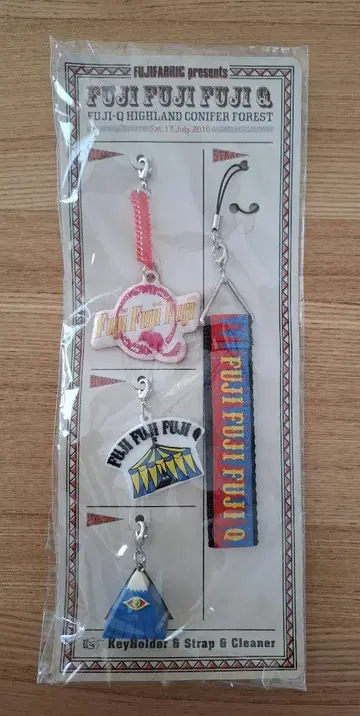 FUJIFABRIC presents
FUJI FUJI FUJI Q
FUJI-Q HIGHLAND CONIFER FOREST
Sat.17.July.2010
STRAP
Fuji Fuji Fuji
Q
FUJI FUJI FUJI Q
FUJI FUJI FUJI Q
KeyHolder & Strap & Cleaner